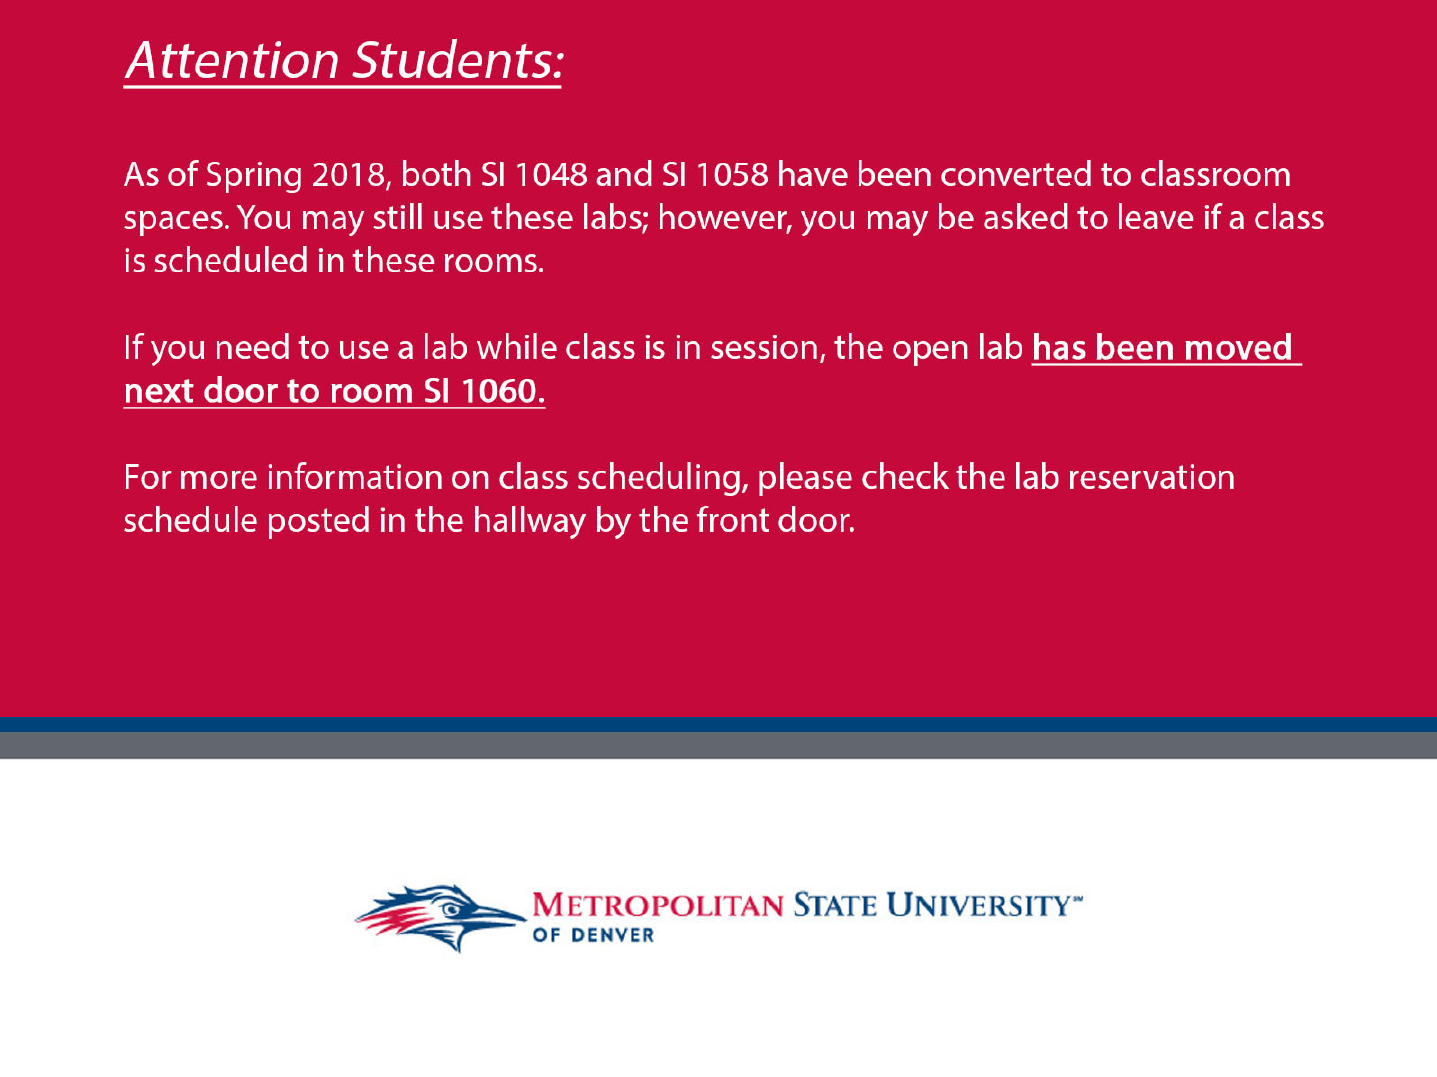 Attention Students:
As of Spring 2018, both SI 1048 and SI 1058 have been converted to classroom
spaces. You may still use these labs; however, you may be asked to leave if a class
is scheduled in these rooms.
If you need to use a lab while class is in session, the open lab has been moved
next door to room SI 1060.
For more information on class scheduling, please check the lab reservation
schedule posted in the hallway by the front door.
METROPOLITAN STATE UNIVERSITY℠
OF DENVER